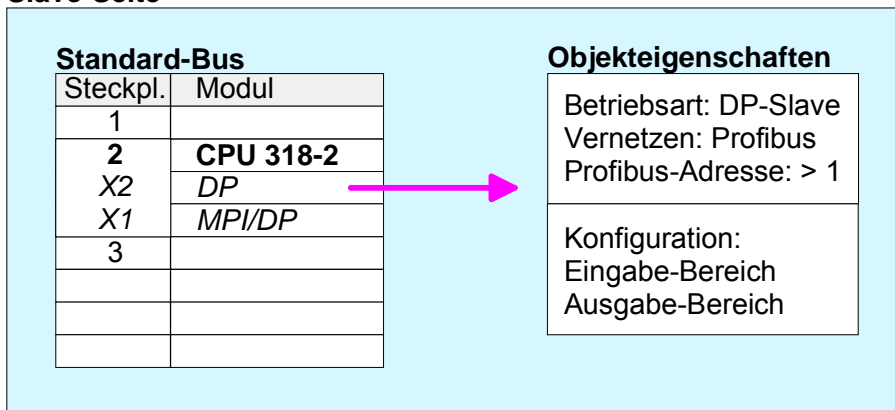 Slave-Seite
Standard-Bus
Steckpl. Modul
1
2 CPU 318-2
X2 DP
X1 MPI/DP
3
Objekteigenschaften
Betriebsart: DP-Slave
Vernetzen: Profibus
Profibus-Adresse: > 1
Konfiguration:
Eingabe-Bereich
Ausgabe-Bereich